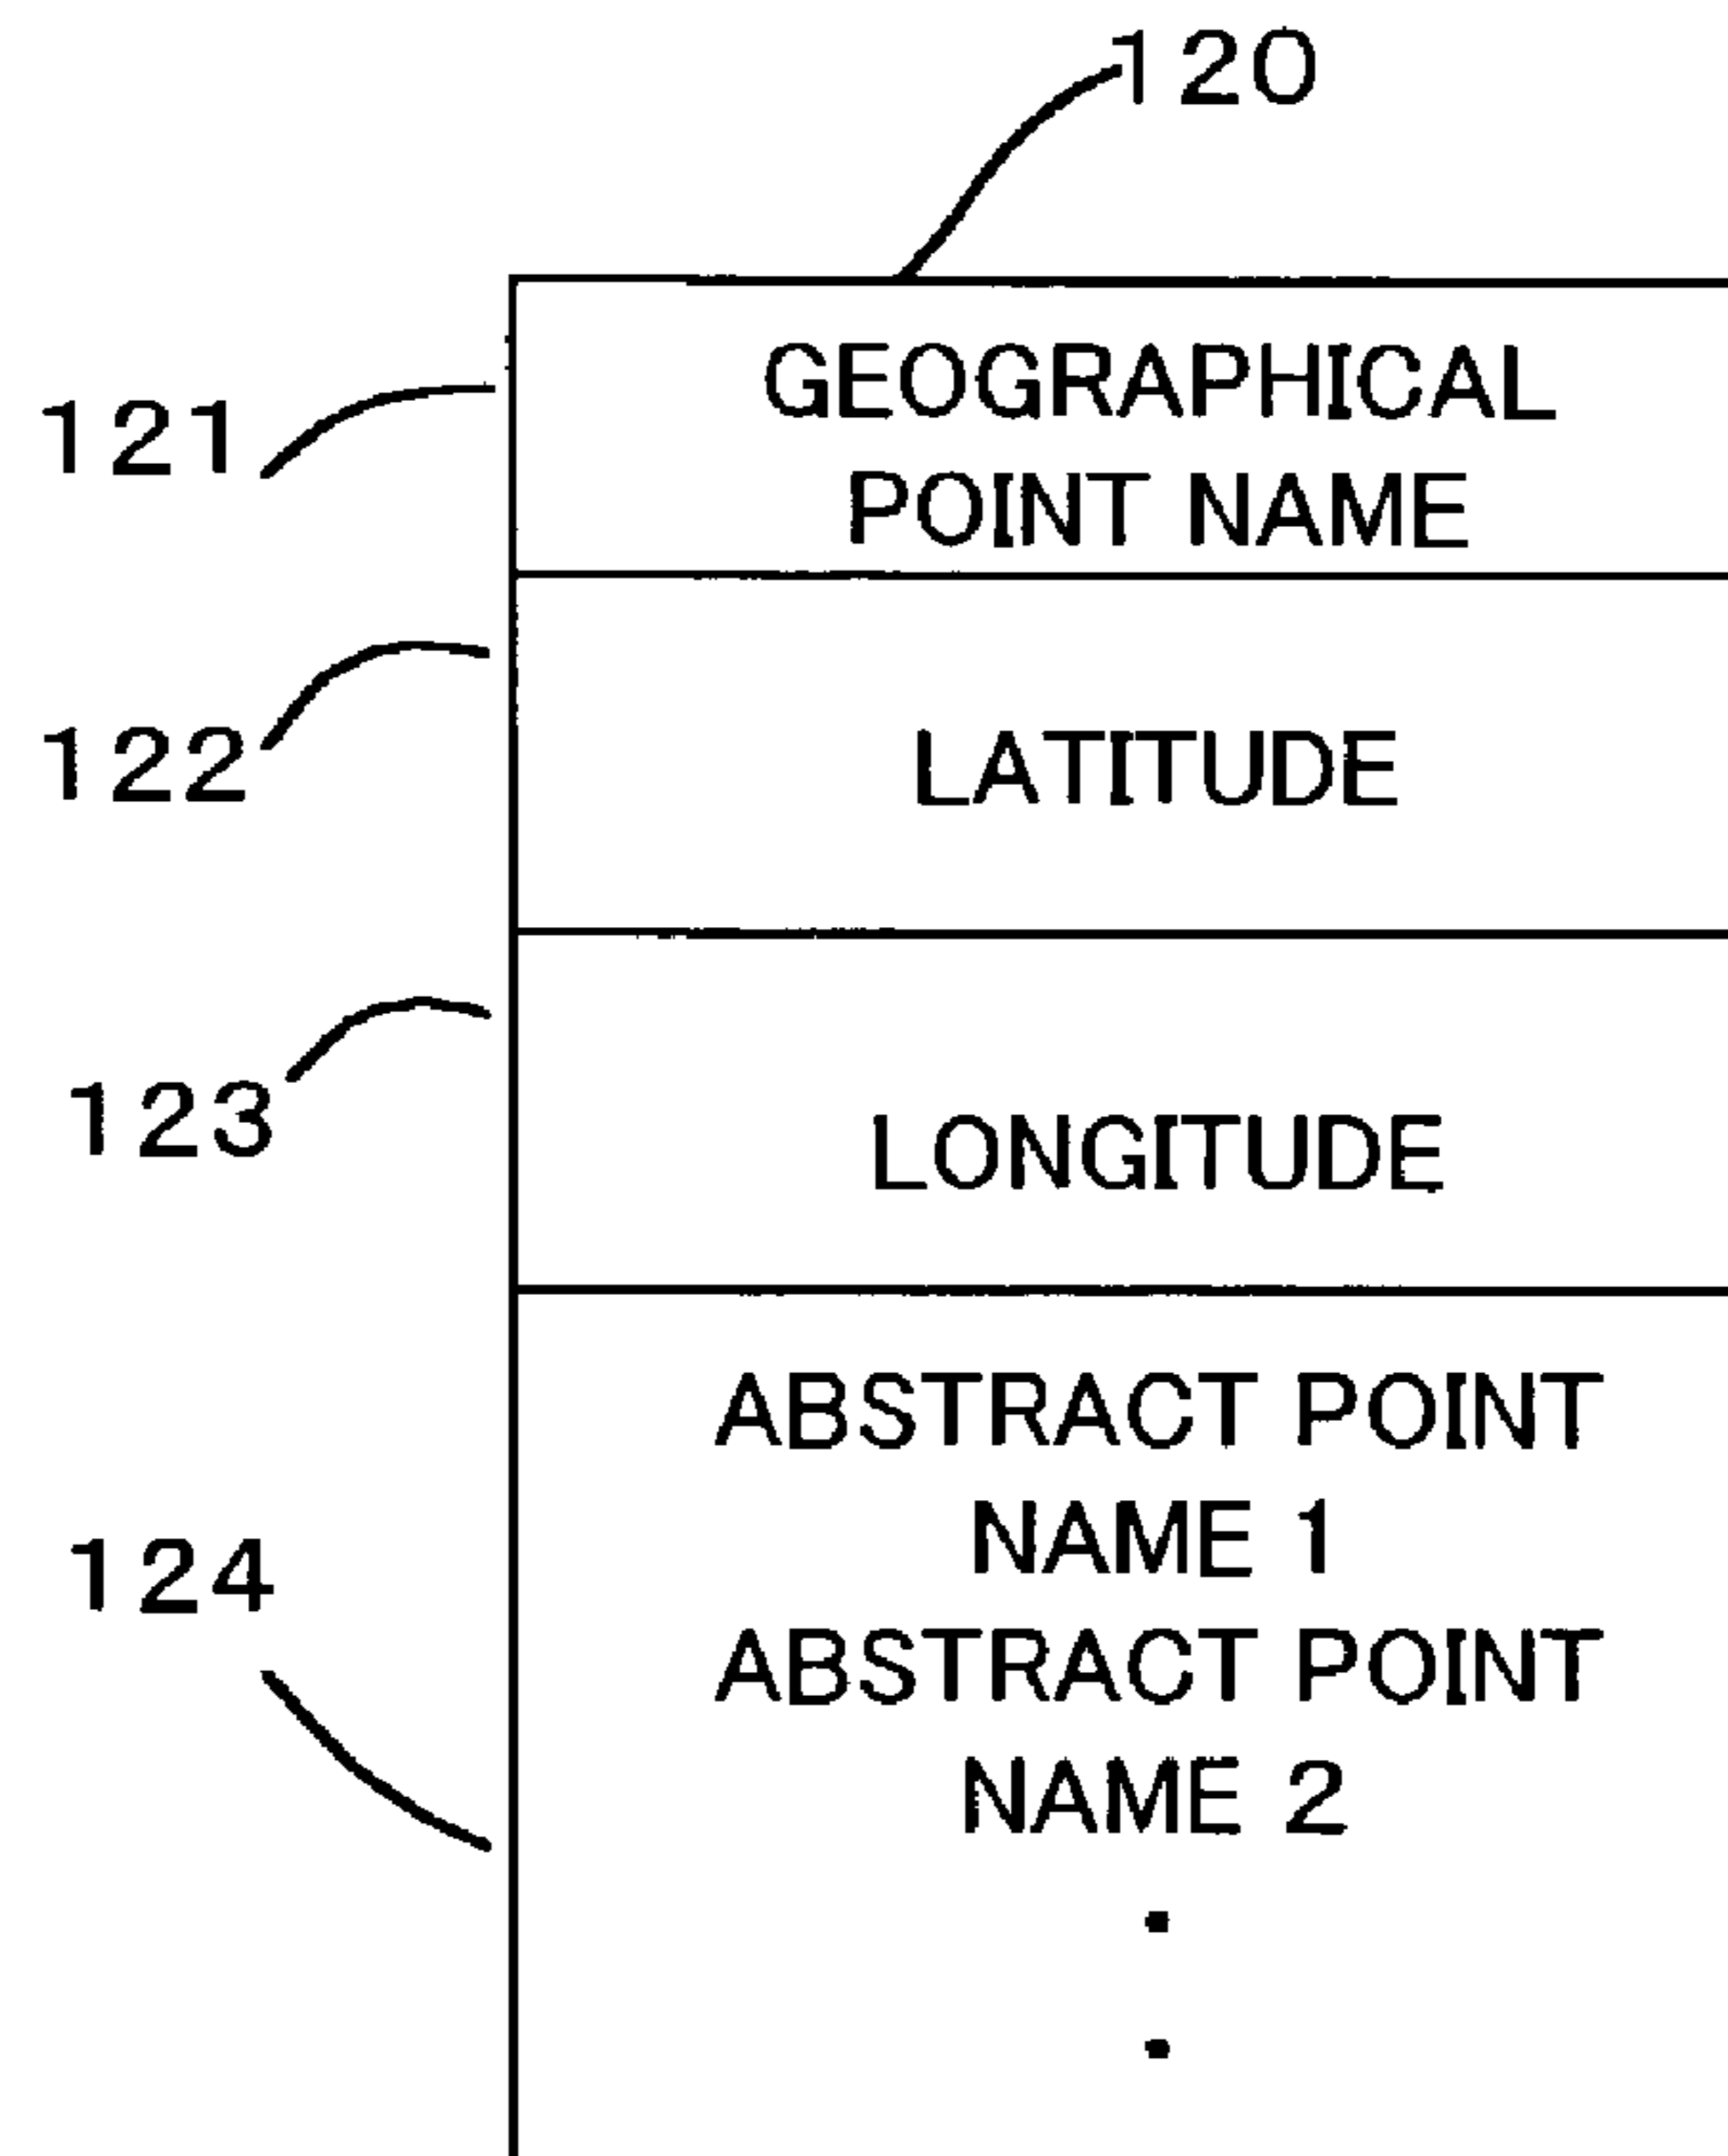 120
121
GEOGRAPHICAL
POINT NAME
122
LATITUDE
123
LONGITUDE
124
ABSTRACT POINT
NAME 1
ABSTRACT POINT
NAME 2